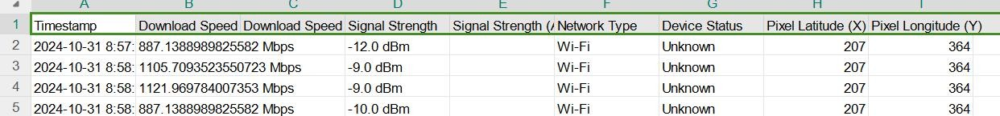 A B C D E F G H I
1 Timestamp Download Speed Download Speed Signal Strength Signal Strength (A Network Type Device Status Pixel Latitude (X) Pixel Longitude (Y)
2 2024-10-31 8:57: 887.1388989825582 Mbps -12.0 dBm Wi-Fi Unknown 207 364
3 2024-10-31 8:58: 1105.7093523550723 Mbps -9.0 dBm Wi-Fi Unknown 207 364
4 2024-10-31 8:58: 1121.969784007353 Mbps -9.0 dBm Wi-Fi Unknown 207 364
5 2024-10-31 8:58: 887.1388989825582 Mbps -10.0 dBm Wi-Fi Unknown 207 364